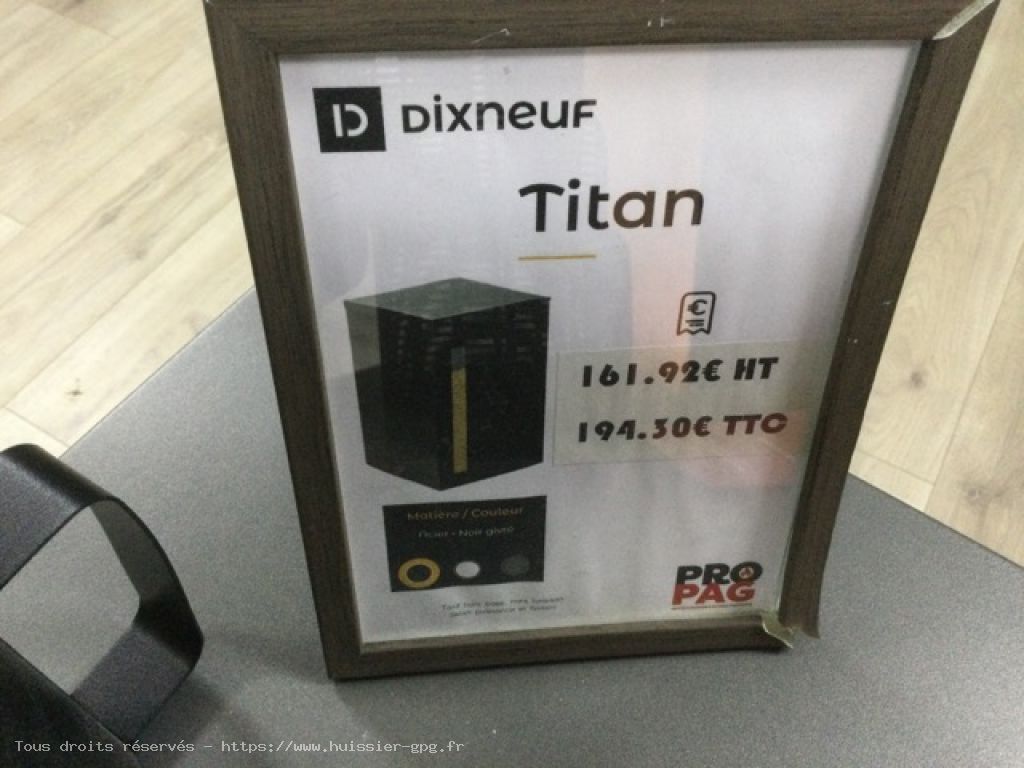 D DIXNEUF
Titan
€
161.92€ HT
194.30€ TTC
Matière / Couleur
Acier - Noir givré
PRO
PAG
Tous droits réservés - https://www.huissier-gpg.fr